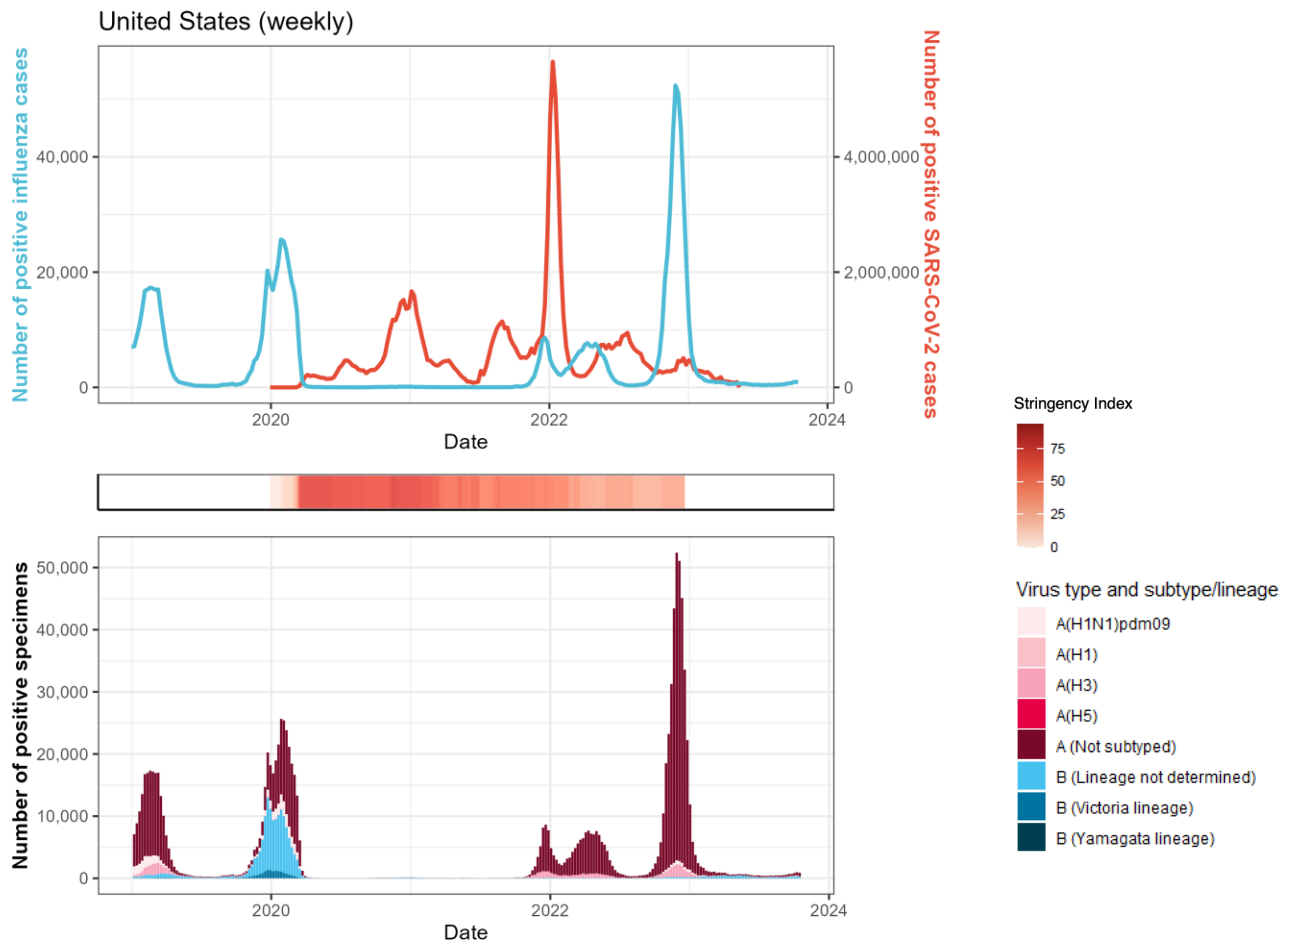 United States (weekly)
Number of positive influenza cases
40,000
20,000
0
4,000,000
2,000,000
0
Number of positive SARS-CoV-2 cases
2020
2022
2024
Date
Stringency Index
75
50
25
0
Number of positive specimens
50,000
40,000
30,000
20,000
10,000
0
2020
2022
2024
Date
Virus type and subtype/lineage
A(H1N1)pdm09
A(H1)
A(H3)
A(H5)
A (Not subtyped)
B (Lineage not determined)
B (Victoria lineage)
B (Yamagata lineage)